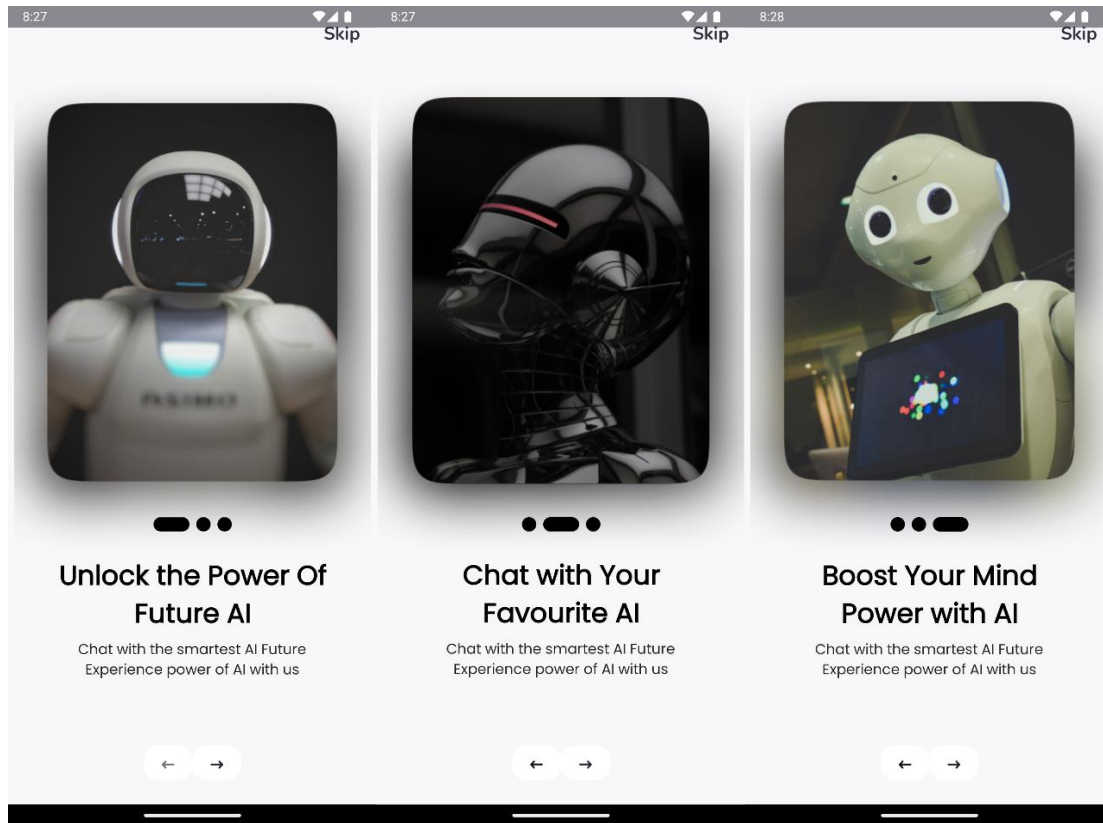 8:27
Skip
Unlock the Power Of
Future AI
Chat with the smartest AI Future
Experience power of AI with us
8:27
Skip
Chat with Your
Favourite AI
Chat with the smartest AI Future
Experience power of AI with us
8:28
Skip
Boost Your Mind
Power with AI
Chat with the smartest AI Future
Experience power of AI with us